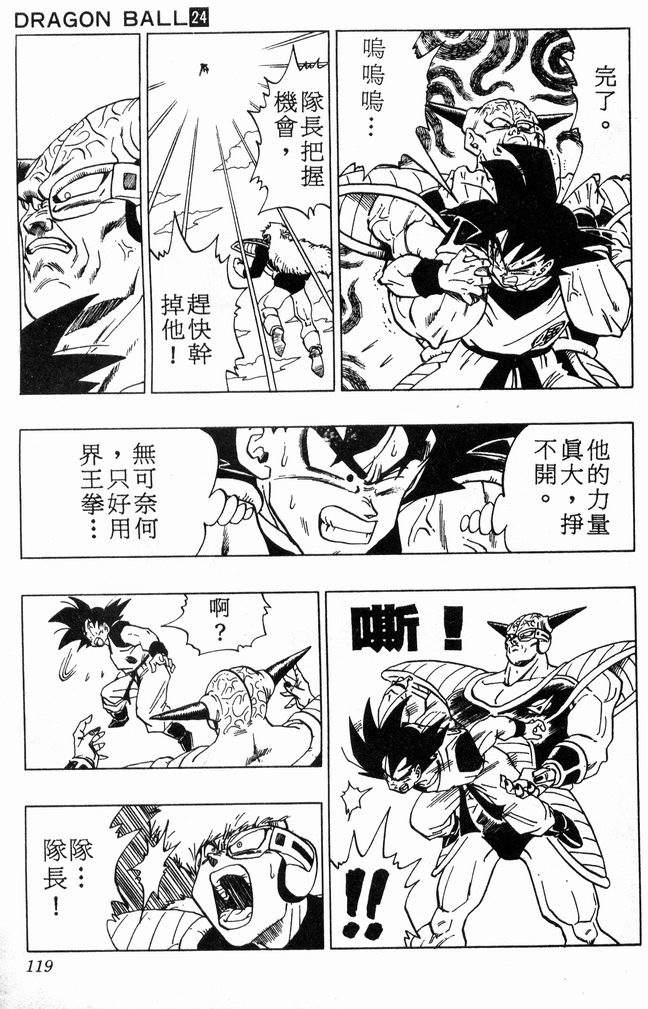 DRAGON BALL 24
完了。
嗚嗚嗚…
隊長把握
機會，
趕快幹
掉他！
他的力量
眞大，掙
不開。
無可奈何
，只好用
界王拳…
嘶！
!!
啊？
隊…
隊長！
119